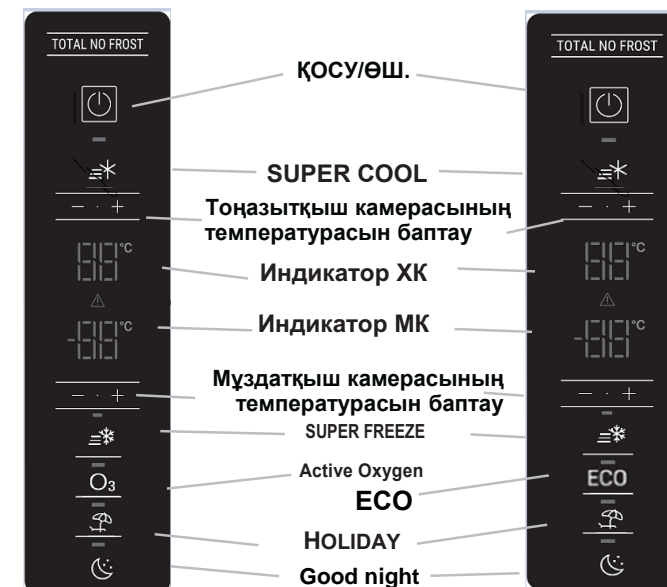 TOTAL NO FROST
TOTAL NO FROST
ҚОСУ/ӨШ.
SUPER COOL
- · +
- · +
Тоңазытқыш камерасының
температурасын баптау
°C
°C
Индикатор ХК
°C
°C
Индикатор МК
Мұздатқыш камерасының
температурасын баптау
- · +
- · +
SUPER FREEZE
Active Oxygen
O₃
ECO
ECO
HOLIDAY
Good night